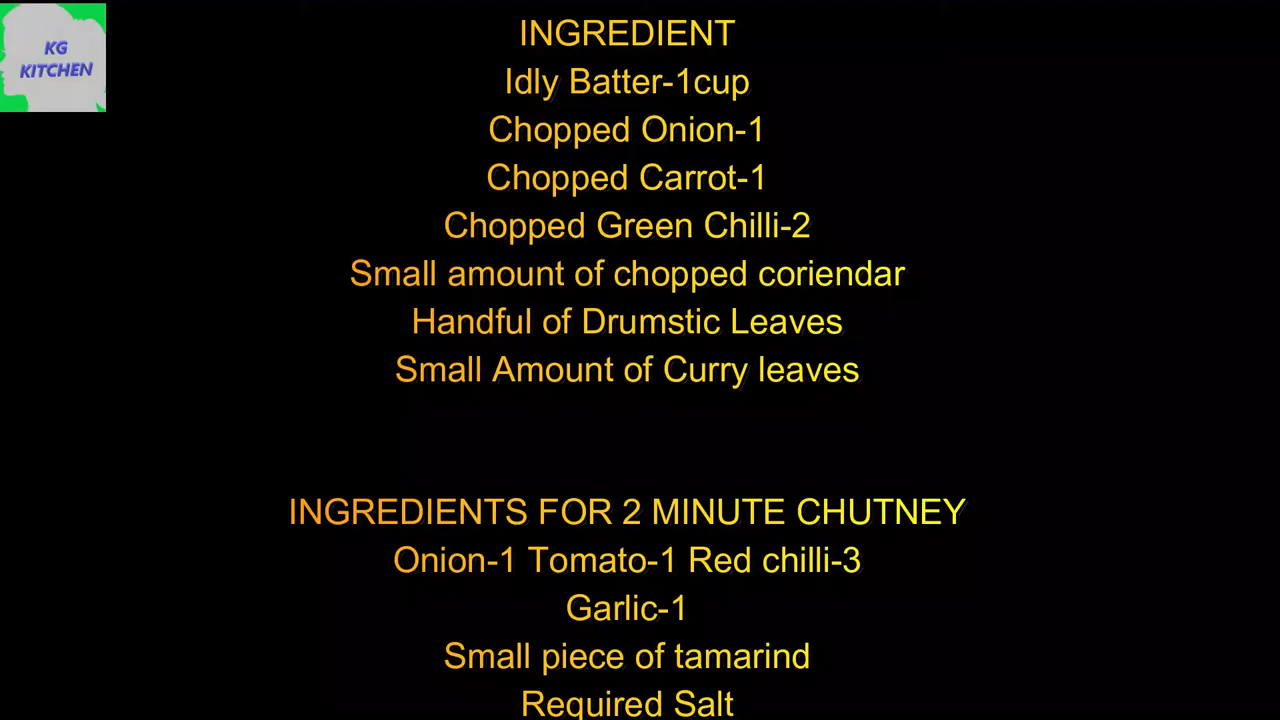 KG
KITCHEN
INGREDIENT
Idly Batter-1cup
Chopped Onion-1
Chopped Carrot-1
Chopped Green Chilli-2
Small amount of chopped coriendar
Handful of Drumstic Leaves
Small Amount of Curry leaves
INGREDIENTS FOR 2 MINUTE CHUTNEY
Onion-1 Tomato-1 Red chilli-3
Garlic-1
Small piece of tamarind
Required Salt